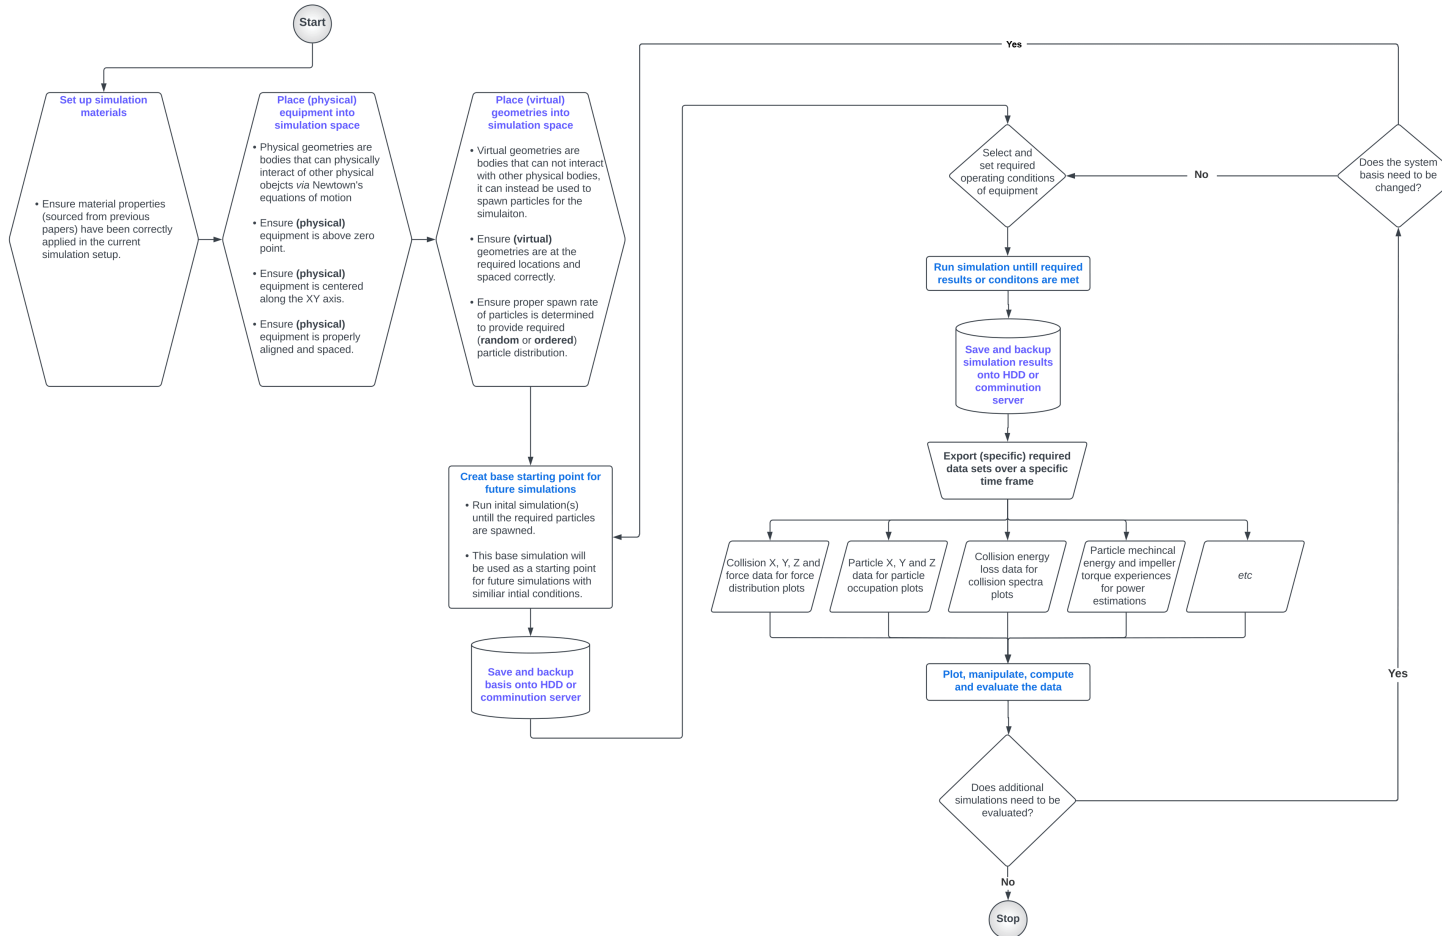 Start
Set up simulation
materials
• Ensure material properties
(sourced from previous
papers) have been correctly
applied in the current
simulation setup.
Place (physical)
equipment into
simulation space
• Physical geometries are
bodies that can physically
interact of other physical
obejcts via Newtown's
equations of motion
• Ensure (physical)
equipment is above zero
point.
• Ensure (physical)
equipment is centered
along the XY axis.
• Ensure (physical)
equipment is properly
aligned and spaced.
Place (virtual)
geometries into
simulation space
• Virtual geometries are
bodies that can not interact
with other physical bodies,
it can instead be used to
spawn particles for the
simulaiton.
• Ensure (virtual)
geometries are at the
required locations and
spaced correctly.
• Ensure proper spawn rate
of particles is determined
to provide required
(random or ordered)
particle distribution.
Creat base starting point for
future simulations
• Run inital simulation(s)
untill the required particles
are spawned.
• This base simulation will
be used as a starting point
for future simulations with
similiar intial conditions.
Save and backup
basis onto HDD or
comminution server
Yes
Select and
set required
operating conditions
of equipment
No
Does the system
basis need to be
changed?
Run simulation untill required
results or conditons are met
Save and backup
simulation results
onto HDD or
comminution
server
Export (specific) required
data sets over a specific
time frame
Collision X, Y, Z and
force data for force
distribution plots
Particle X, Y and Z
data for particle
occupation plots
Collision energy
loss data for
collision spectra
plots
Particle mechincal
energy and impeller
torque experiences
for power
estimations
etc
Plot, manipulate, compute
and evaluate the data
Yes
Does additional
simulations need to be
evaluated?
No
Stop